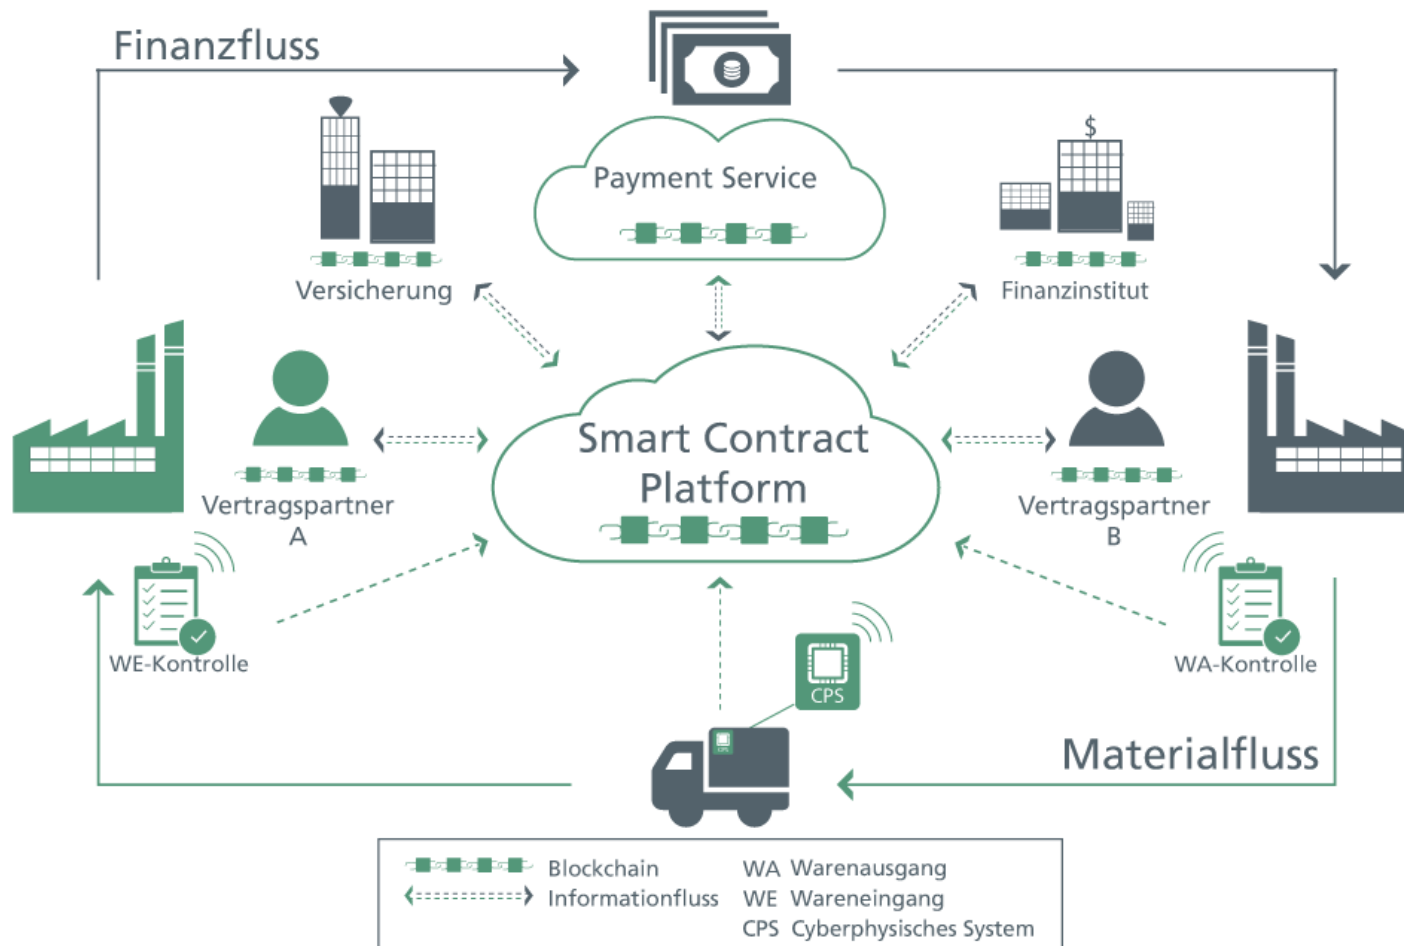 Finanzfluss
Payment Service
$
Versicherung
Finanzinstitut
Smart Contract
Platform
Vertragspartner
A
Vertragspartner
B
WE-Kontrolle
WA-Kontrolle
CPS
CPS
Materialfluss
Blockchain
Informationfluss
WA Warenausgang
WE Wareneingang
CPS Cyberphysisches System